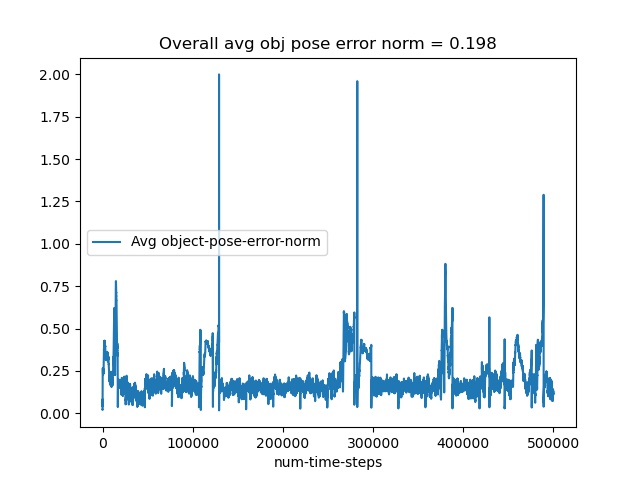 Overall avg obj pose error norm = 0.198
2.00
1.75
1.50
1.25
1.00
0.75
0.50
0.25
0.00
Avg object-pose-error-norm
0 100000 200000 300000 400000 500000
num-time-steps